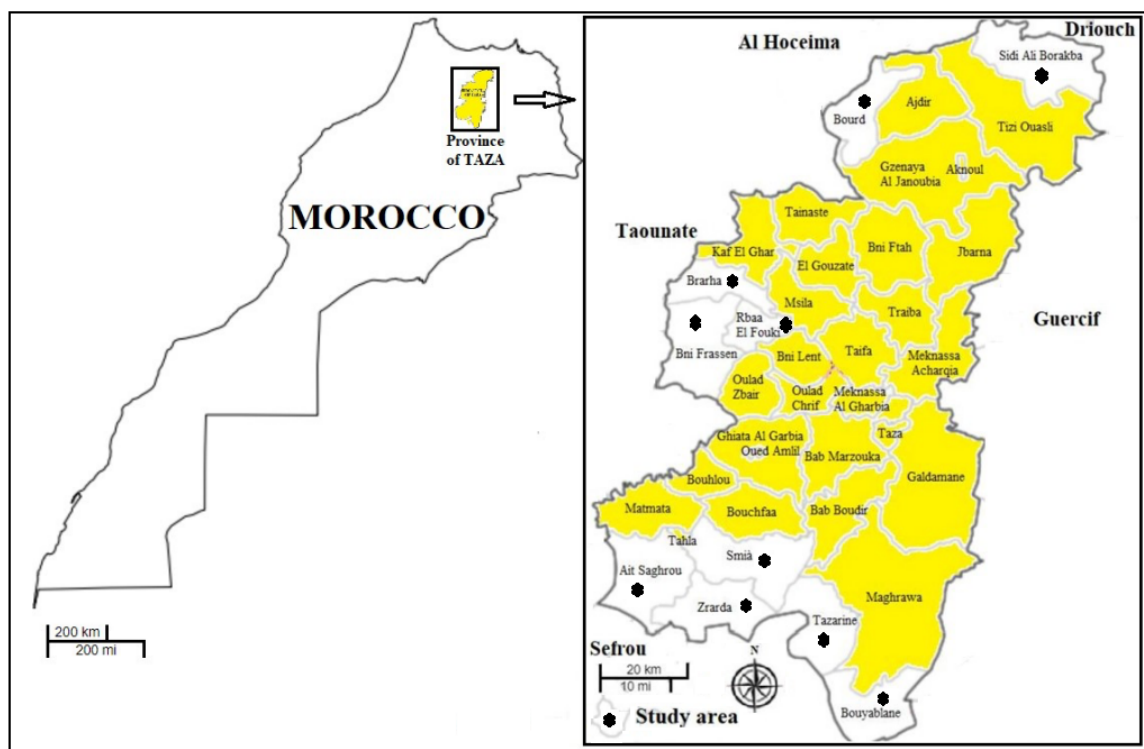 Province
of TAZA
MOROCCO
200 km
200 mi
Al Hoceima
Driouch
Sidi Ali Borakba
Bourd
Ajdir
Tizi Ouasli
Gzenaya
Al Janoubia
Aknoul
Taounate
Tainaste
Kaf El Ghar
Bni Ftah
Jbarna
El Gouzate
Brarha
Msila
Traiba
Guercif
Rbaa
El Fouki
Bni Frassen
Bni Lent
Taifa
Meknassa
Acharqia
Oulad
Zbair
Oulad
Chrif
Meknassa
Al Gharbia
Ghiata Al Garbia
Oued Amlil
Taza
Bab Marzouka
Galdamane
Bouhlou
Matmata
Bouchfaa
Bab Boudir
Tahla
Smià
Ait Saghrou
Zrarda
Maghrawa
Tazarine
Sefrou
N
20 km
10 mi
Bouyablane
Study area